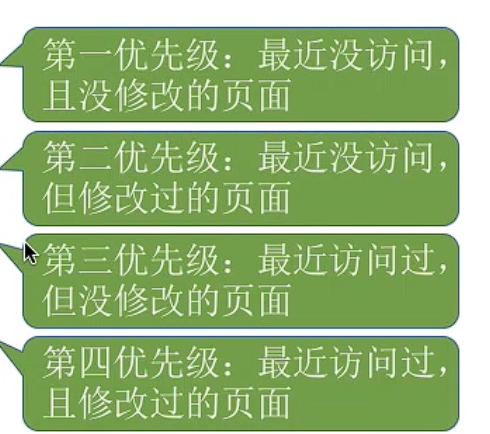 第一优先级：最近没访问，
且没修改的页面
第二优先级：最近没访问，
但修改过的页面
第三优先级：最近访问过，
但没修改的页面
第四优先级：最近访问过，
且修改过的页面